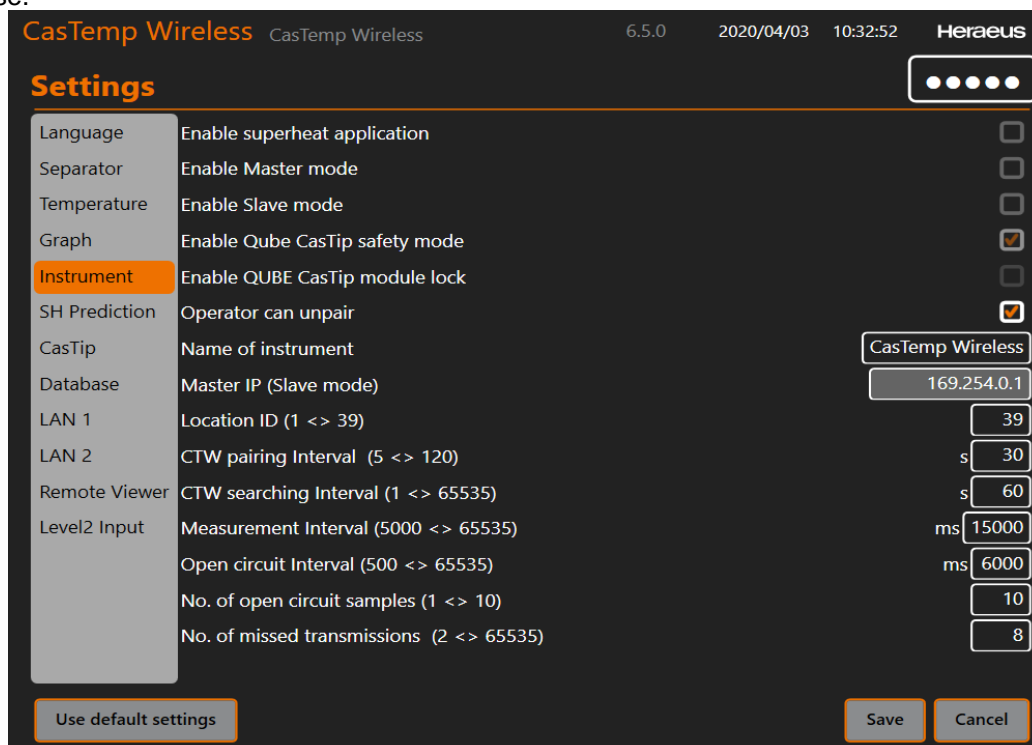 CasTemp Wireless CasTemp Wireless 6.5.0 2020/04/03 10:32:52 Heraeus
Settings
Language Enable superheat application
Separator Enable Master mode
Temperature Enable Slave mode
Graph Enable Qube CasTip safety mode
Instrument Enable QUBE CasTip module lock
SH Prediction Operator can unpair
CasTip Name of instrument CasTemp Wireless
Database Master IP (Slave mode) 169.254.0.1
LAN 1 Location ID (1 <> 39) 39
LAN 2 CTW pairing Interval (5 <> 120) s 30
Remote Viewer CTW searching Interval (1 <> 65535) s 60
Level2 Input Measurement Interval (5000 <> 65535) ms 15000
Open circuit Interval (500 <> 65535) ms 6000
No. of open circuit samples (1 <> 10) 10
No. of missed transmissions (2 <> 65535) 8
Use default settings Save Cancel